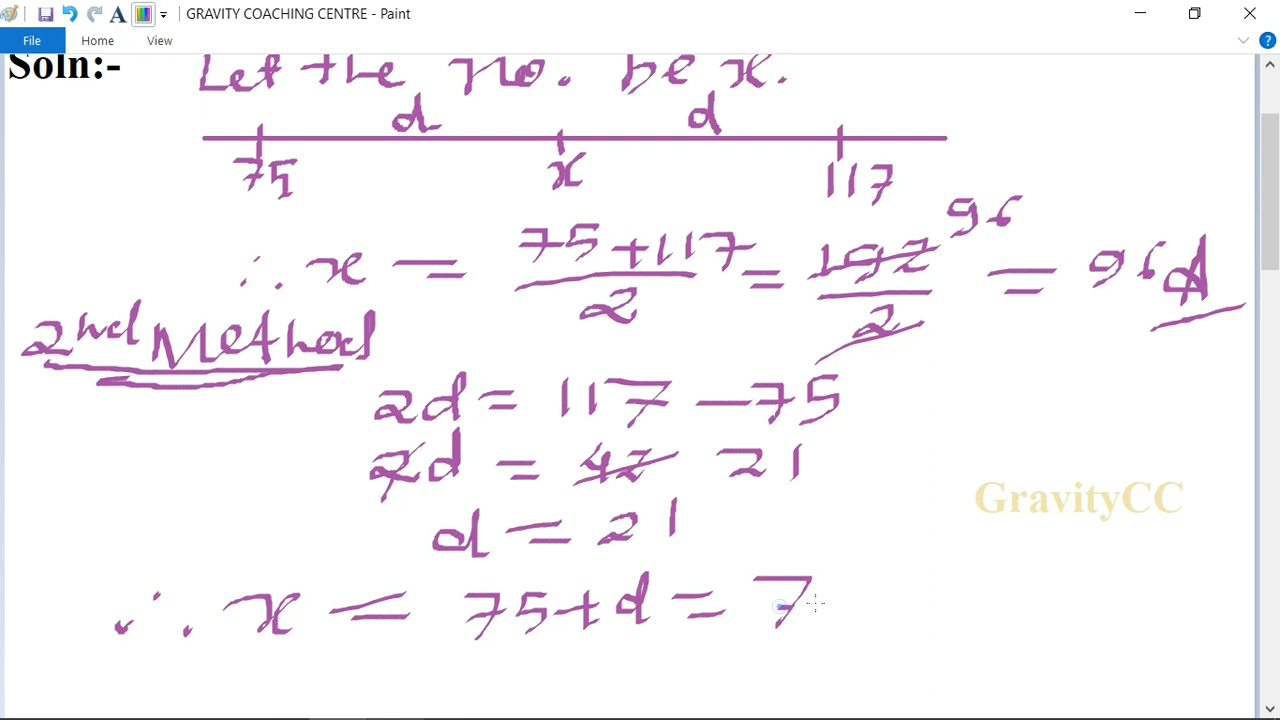 GRAVITY COACHING CENTRE - Paint
File Home View
Soln:- Let the no. be x.
d d
75 x 117
∴ x = 75+117/2 = 192/2 96 = 96 A
2nd Method
2d = 117 - 75
2d = 42 21
d = 21
GravityCC
∴ x = 75+d = 7